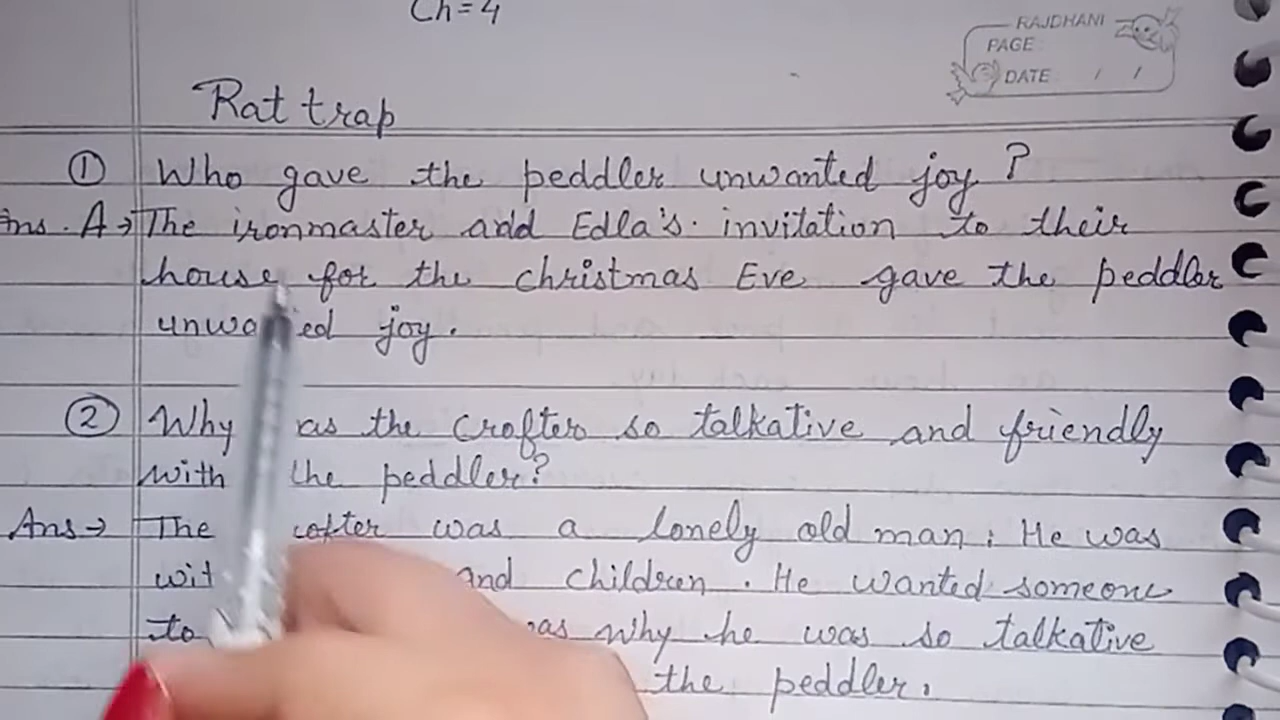 Ch = 4
RAJDHANI
PAGE:
DATE: / /
Rat trap
① Who gave the peddler unwanted joy?
Ans. A → The ironmaster and Edla's. invitation to their
house for the christmas Eve gave the peddler
joy.
② Why the Crofter so talkative and friendly
with the peddler?
Ans → The was a lonely old man. He was
and children. He wanted someone
to why he was so talkative
the peddler.